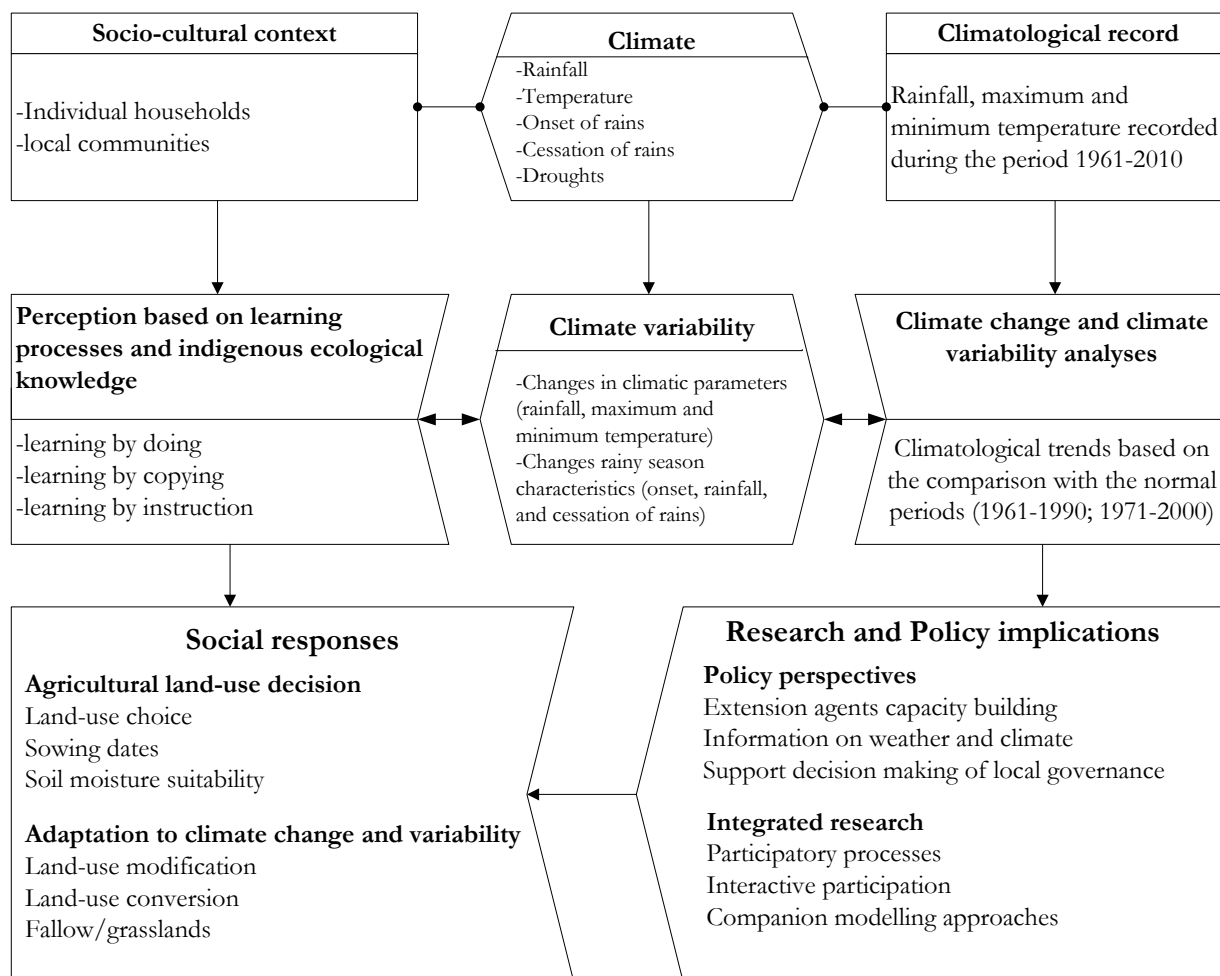 Socio-cultural context
-Individual households
-local communities
Climate
-Rainfall
-Temperature
-Onset of rains
-Cessation of rains
-Droughts
Climatological record
Rainfall, maximum and
minimum temperature recorded
during the period 1961-2010
Perception based on learning
processes and indigenous ecological
knowledge
-learning by doing
-learning by copying
-learning by instruction
Climate variability
-Changes in climatic parameters
(rainfall, maximum and
minimum temperature)
-Changes rainy season
characteristics (onset, rainfall,
and cessation of rains)
Climate change and climate
variability analyses
Climatological trends based on
the comparison with the normal
periods (1961-1990; 1971-2000)
Social responses
Agricultural land-use decision
Land-use choice
Sowing dates
Soil moisture suitability
Adaptation to climate change and variability
Land-use modification
Land-use conversion
Fallow/grasslands
Research and Policy implications
Policy perspectives
Extension agents capacity building
Information on weather and climate
Support decision making of local governance
Integrated research
Participatory processes
Interactive participation
Companion modelling approaches